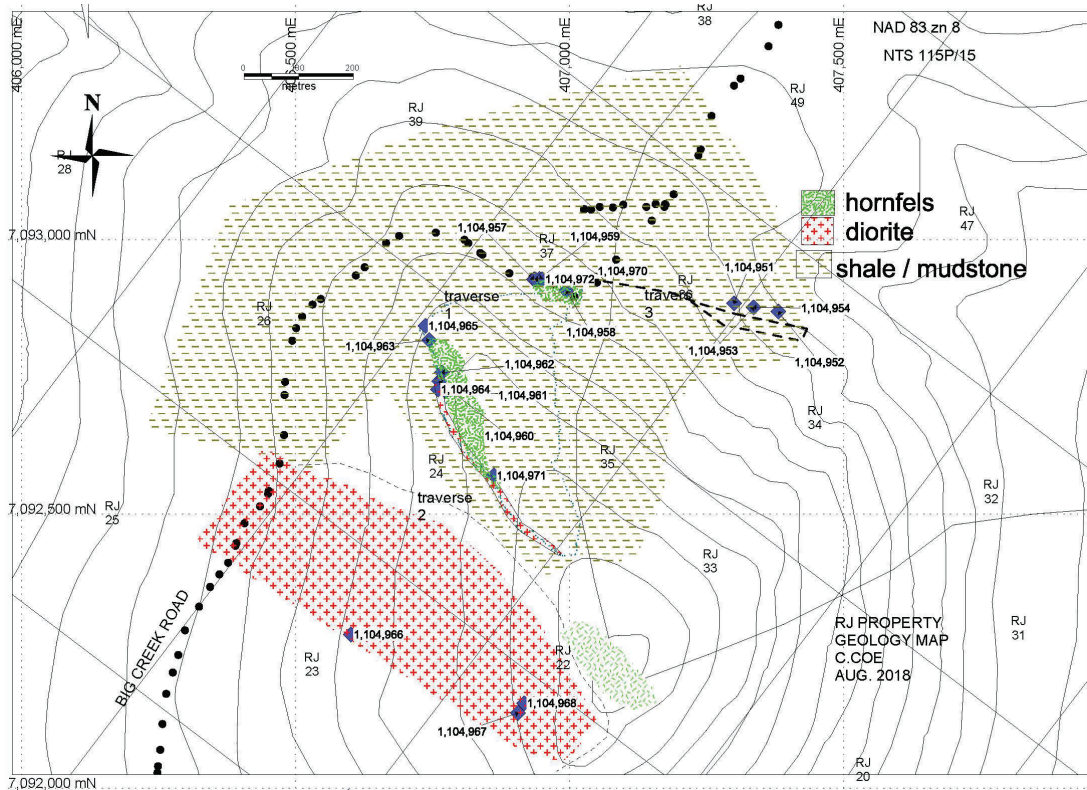 406,000 mE
406,500 mE
407,000 mE
407,500 mE
NAD 83 zn 8
NTS 115P/15
RJ
38
0
200
metres
N
RJ
49
RJ
39
RJ
28
hornfels
diorite
shale / mudstone
RJ
47
7,093,000 mN
1,104,957
1,104,959
RJ
37
1,104,970
1,104,972
1,104,951
1,104,954
traverse
1
traverse
3
RJ
26
1,104,965
1,104,963
1,104,958
1,104,953
1,104,952
1,104,962
1,104,964
1,104,961
RJ
34
1,104,960
RJ
24
1,104,971
RJ
35
RJ
32
traverse
2
7,092,500 mN
RJ
25
RJ
33
BIG CREEK ROAD
1,104,966
RJ
23
RJ
22
RJ
31
RJ PROPERTY
GEOLOGY MAP
C.COE
AUG. 2018
1,104,968
1,104,967
RJ
20
7,092,000 mN